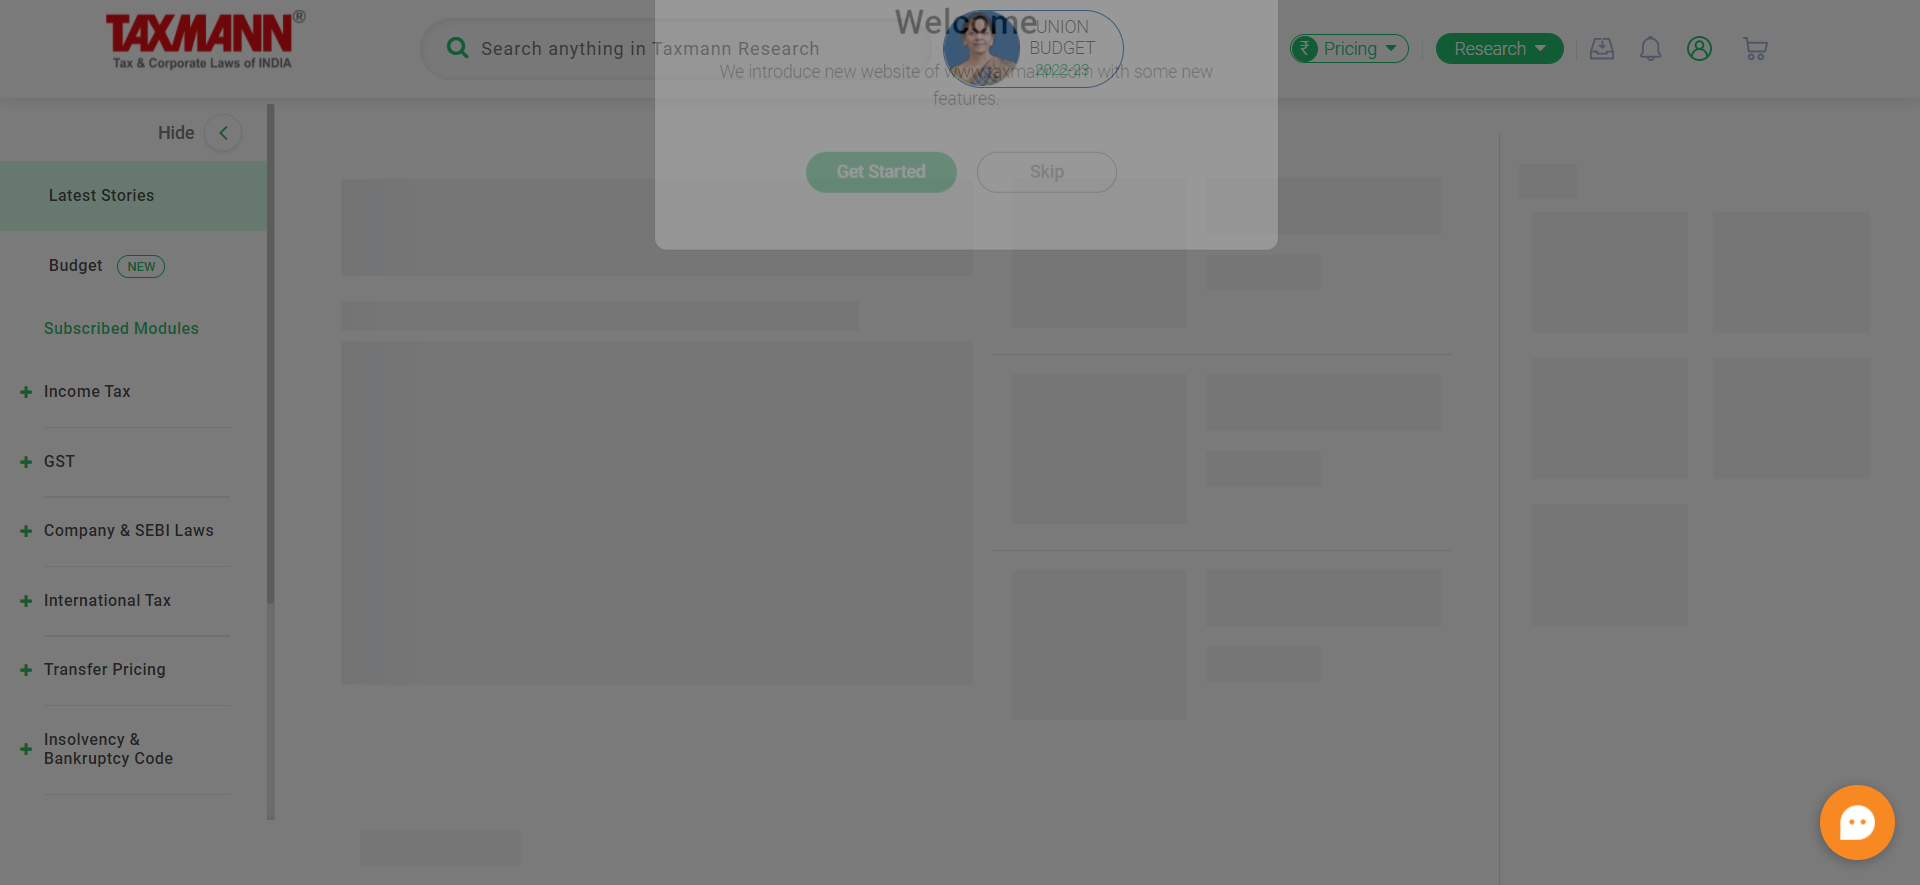 TAXMANN®
Tax & Corporate Laws of INDIA
Search anything in Taxmann Research
UNION
BUDGET
2022-23
Pricing
Research
Welcome
We introduce new website of www.taxmann.com with some new
features.
Get Started
Skip
Hide
Latest Stories
Budget NEW
Subscribed Modules
Income Tax
GST
Company & SEBI Laws
International Tax
Transfer Pricing
Insolvency &
Bankruptcy Code